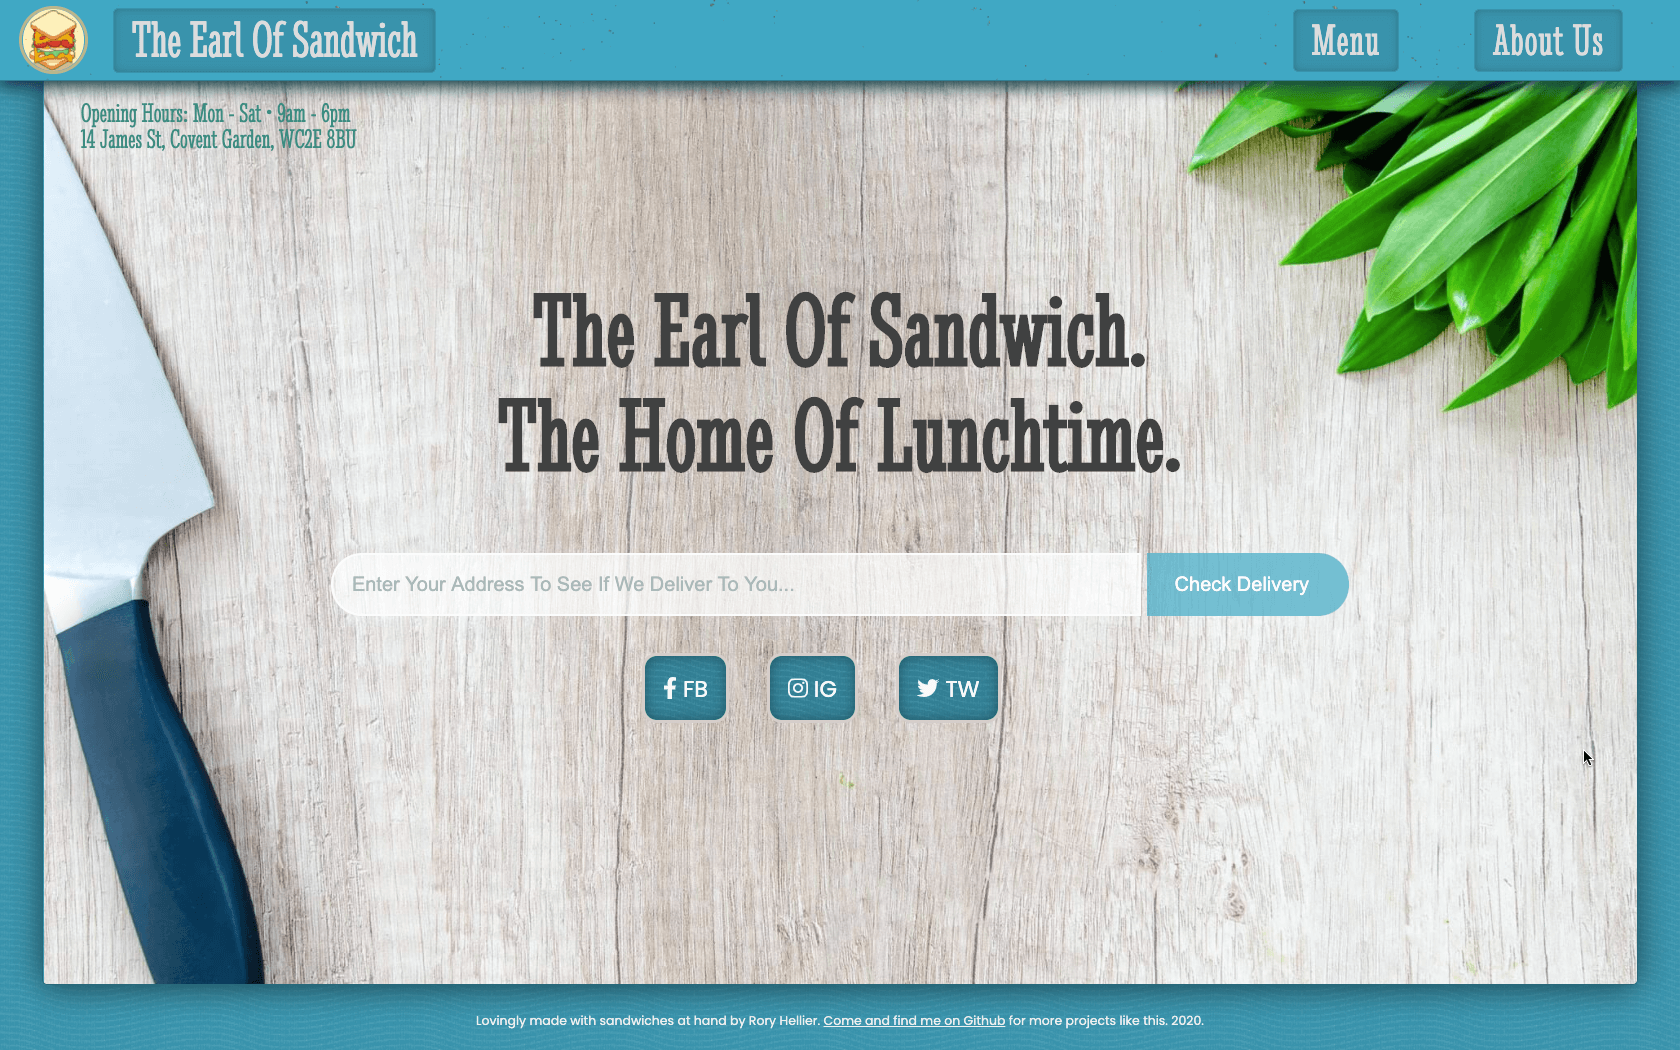 The Earl Of Sandwich
Menu
About Us
Opening Hours: Mon - Sat • 9am - 6pm
14 James St, Covent Garden, WC2E 8BU
The Earl Of Sandwich.
The Home Of Lunchtime.
Enter Your Address To See If We Deliver To You...
Check Delivery
FB
IG
TW
Lovingly made with sandwiches at hand by Rory Hellier. Come and find me on Github for more projects like this. 2020.